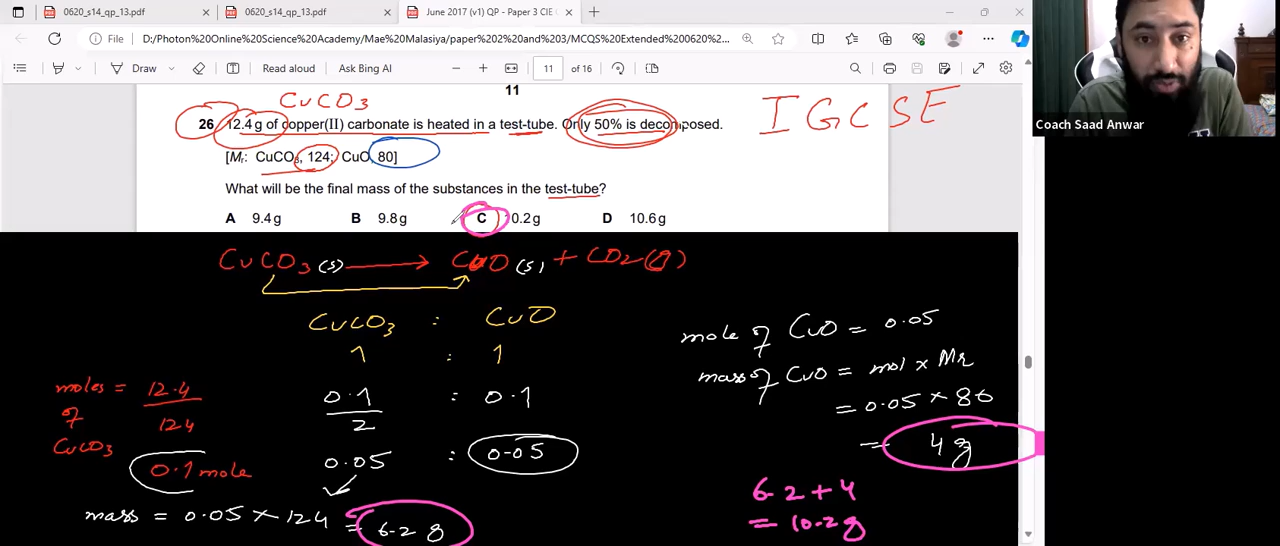 0620_s14_qp_13.pdf
0620_s14_qp_13.pdf
June 2017 (v1) QP - Paper 3 CIE C
File
D:/Photon%20Online%20Science%20Academy/Mae%20Malasiya/paper%202%20and%203/MCQS%20Extended%200620%20...
Draw
Read aloud
Ask Bing AI
11
of 16
Coach Saad Anwar
11
CuCO3
IGCSE
26 12.4 g of copper(II) carbonate is heated in a test-tube. Only 50% is decomposed.
[Mr: CuCO3, 124; CuO, 80]
What will be the final mass of the substances in the test-tube?
A 9.4 g B 9.8 g C 10.2 g D 10.6 g
CuCO3 (s) → CuO (s) + CO2 (g)
CuCO3 : CuO
1 : 1
0.1 / 2 : 0.1
0.05 : 0.05
moles of CuCO3 = 12.4 / 124
0.1 mole
mass = 0.05 × 124 = 6.2 g
mole of CuO = 0.05
mass of CuO = mol × Mr
= 0.05 × 80
= 4 g
6.2 + 4
= 10.2 g